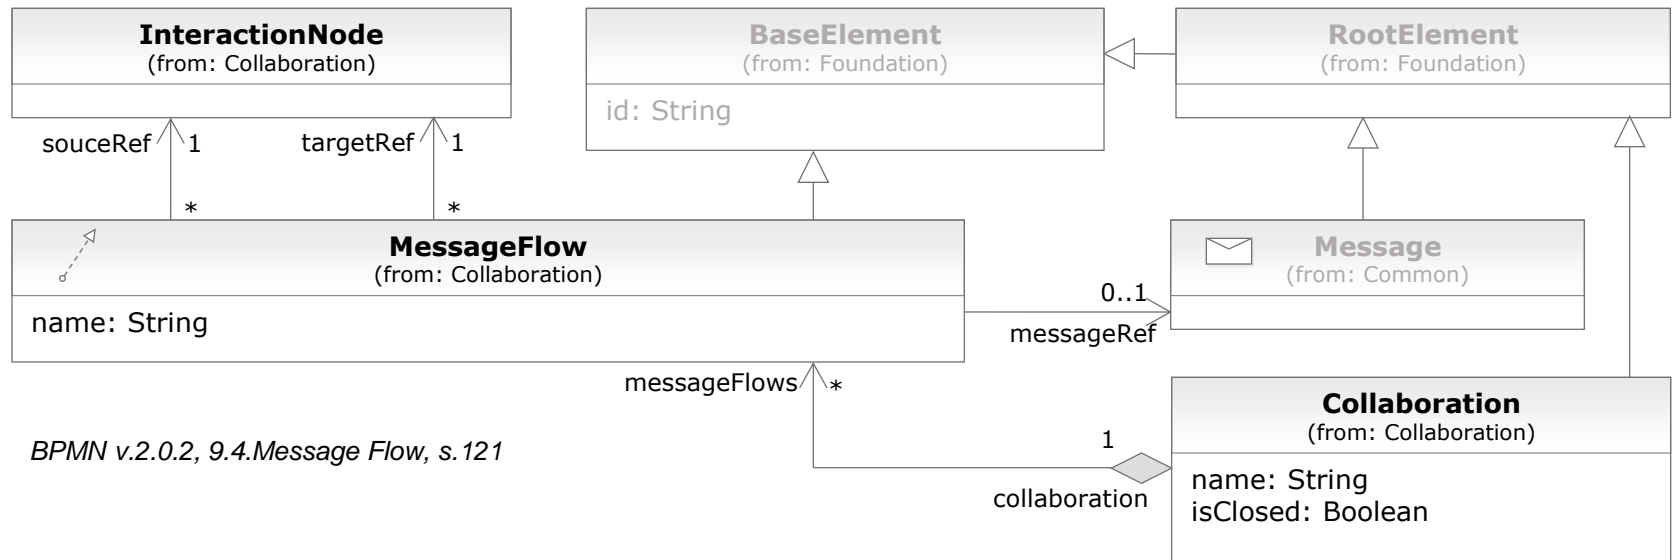 InteractionNode
(from: Collaboration)
BaseElement
(from: Foundation)
id: String
RootElement
(from: Foundation)
souceRef
1
targetRef
1
*
*
MessageFlow
(from: Collaboration)
name: String
Message
(from: Common)
0..1
messageRef
messageFlows
*
Collaboration
(from: Collaboration)
name: String
isClosed: Boolean
1
collaboration
BPMN v.2.0.2, 9.4.Message Flow, s.121